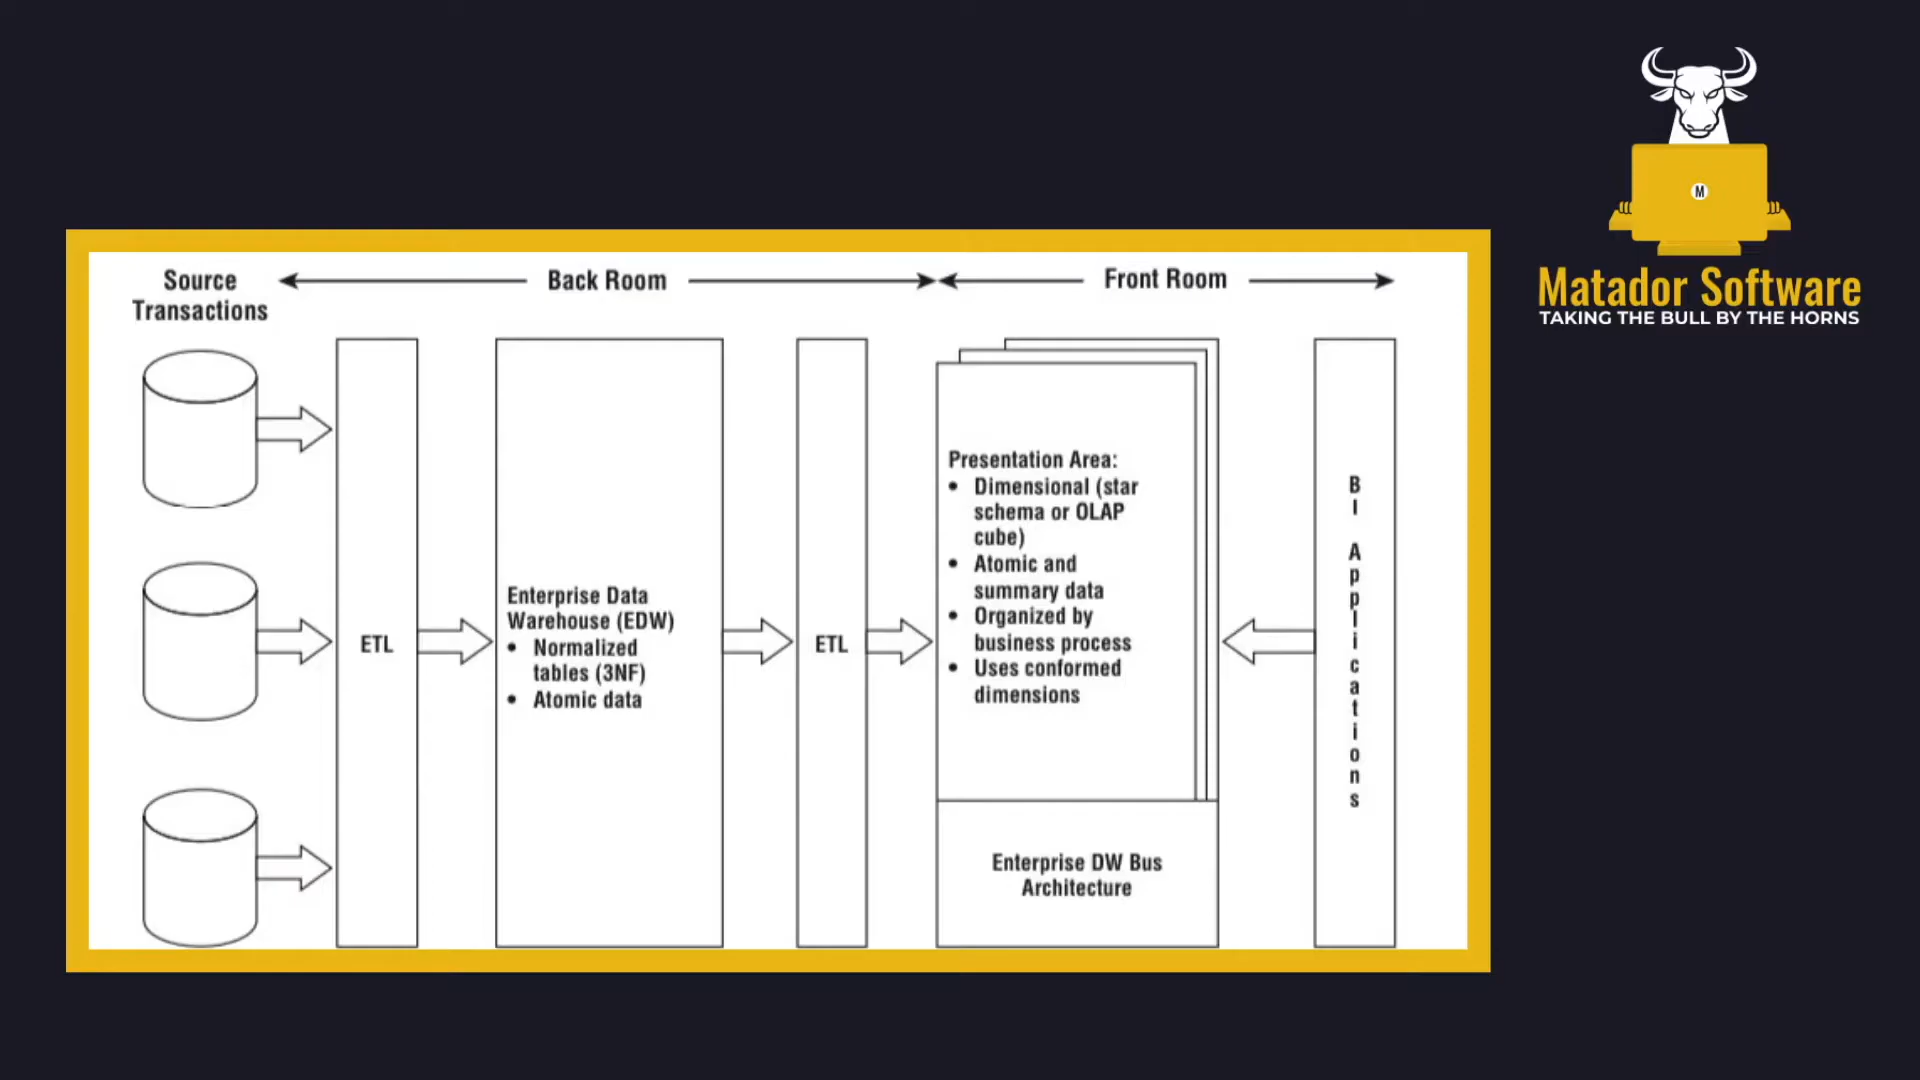 Source
Transactions
Back Room
Front Room
ETL
Enterprise Data
Warehouse (EDW)
• Normalized
tables (3NF)
• Atomic data
ETL
Presentation Area:
• Dimensional (star
schema or OLAP
cube)
• Atomic and
summary data
• Organized by
business process
• Uses conformed
dimensions
Enterprise DW Bus
Architecture
BI Applications
M
Matador Software
TAKING THE BULL BY THE HORNS